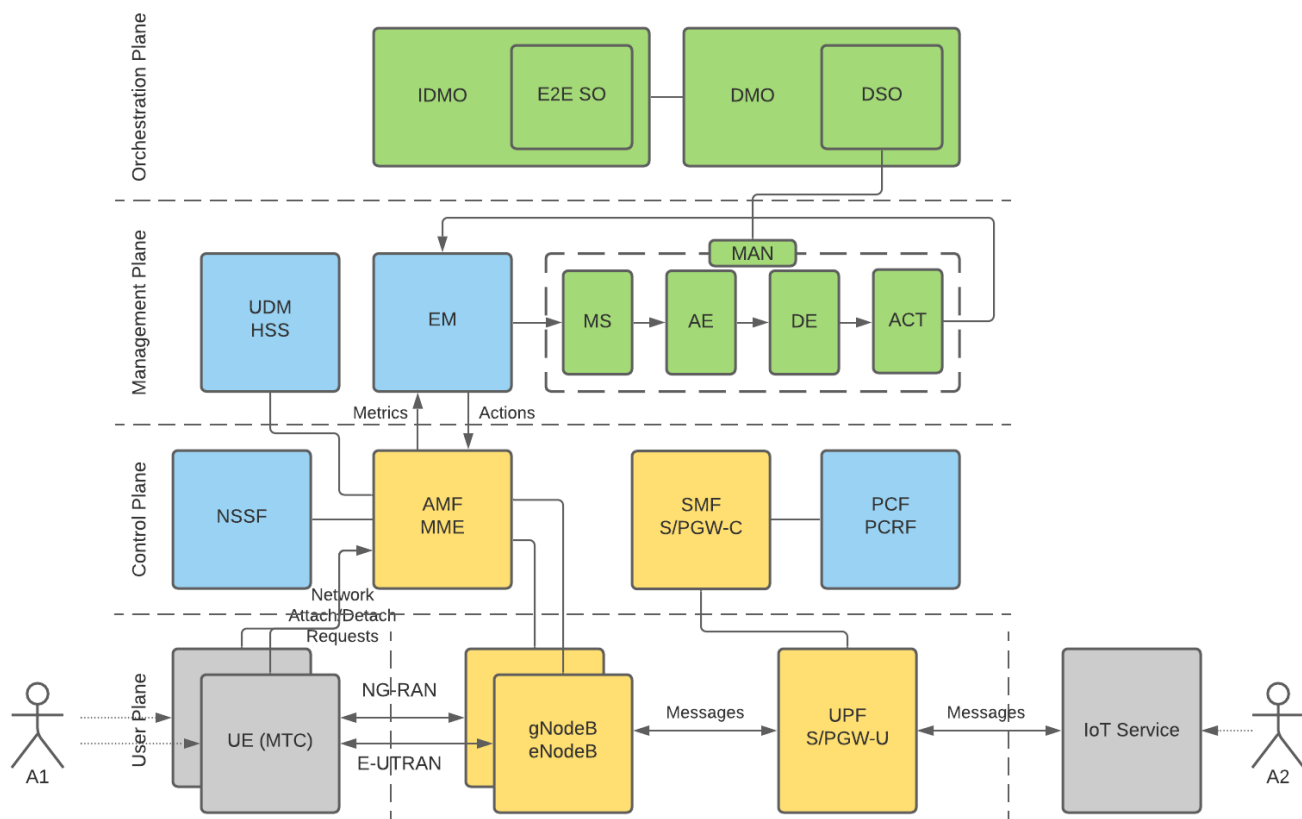 Orchestration Plane
IDMO
E2E SO
DMO
DSO
Management Plane
MAN
UDM
HSS
EM
MS
AE
DE
ACT
Metrics
Actions
Control Plane
NSSF
AMF
MME
SMF
S/PGW-C
PCF
PCRF
Network
Attach/Detach
Requests
User Plane
A1
UE (MTC)
NG-RAN
E-UTRAN
gNodeB
eNodeB
Messages
UPF
S/PGW-U
Messages
IoT Service
A2